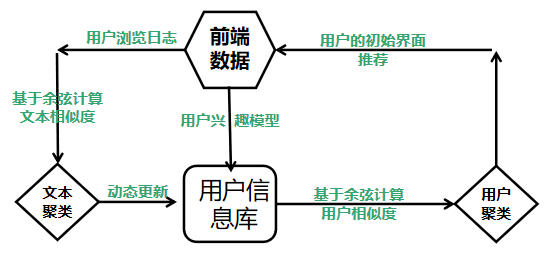 用户浏览日志
前端
数据
用户的初始界面
推荐
基于余弦计算
文本相似度
用户兴 趣模型
文本
聚类
动态更新
用户信
息库
基于余弦计算
用户相似度
用户
聚类